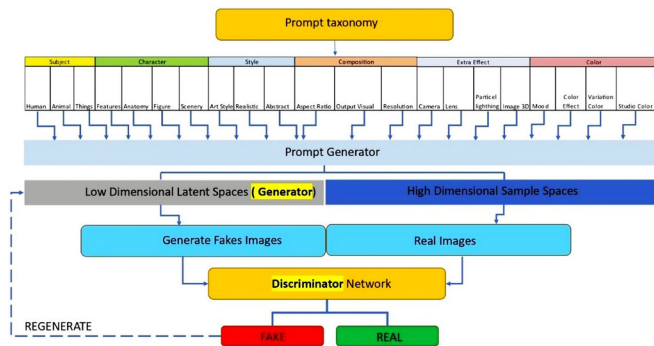 Prompt taxonomy
Subject Character Style Composition Extra Effect Color
Human Animal Things Features Anatomy Figure Scenery Art Style Realistic Abstract Aspect Ratio Output Visual Resolution Camera Lens Particel lighthing Image 3D Mood Color Effect Variation Color Studio Color
Prompt Generator
Low Dimensional Latent Spaces ( Generator) High Dimensional Sample Spaces
Generate Fakes Images Real Images
Discriminator Network
REGENERATE
FAKE REAL